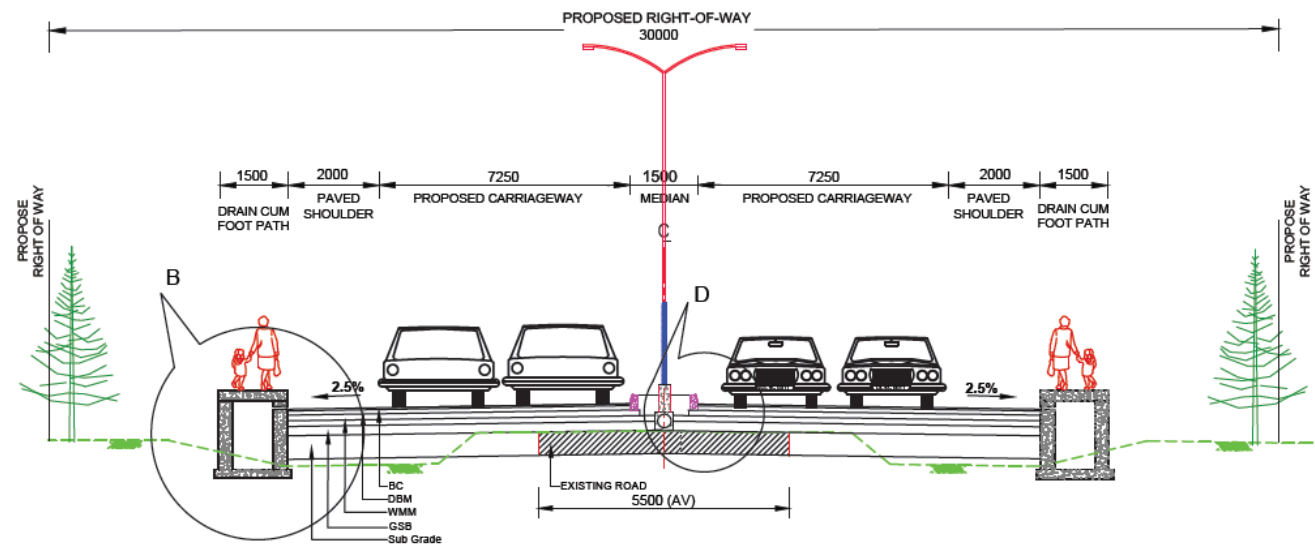 PROPOSED RIGHT-OF-WAY
30000
1500
2000
7250
1500
7250
2000
1500
DRAIN CUM
FOOT PATH
PAVED
SHOULDER
PROPOSED CARRIAGEWAY
MEDIAN
PROPOSED CARRIAGEWAY
PAVED
SHOULDER
DRAIN CUM
FOOT PATH
PROPOSE
RIGHT OF WAY
PROPOSE
RIGHT OF WAY
C
B
D
2.5%
2.5%
BC
DBM
WMM
GSB
Sub Grade
EXISTING ROAD
5500 (AV)